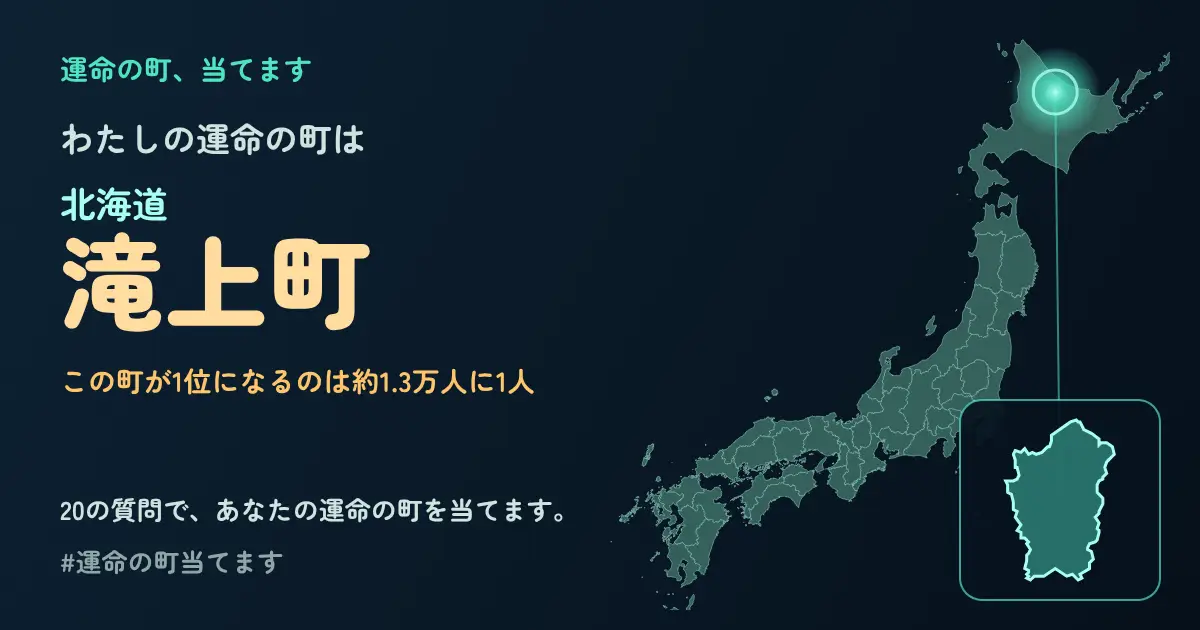 運命の町、当てます
わたしの運命の町は
北海道
滝上町
この町が1位になるのは約1.3万人に1人
20の質問で、あなたの運命の町を当てます。
#運命の町当てます